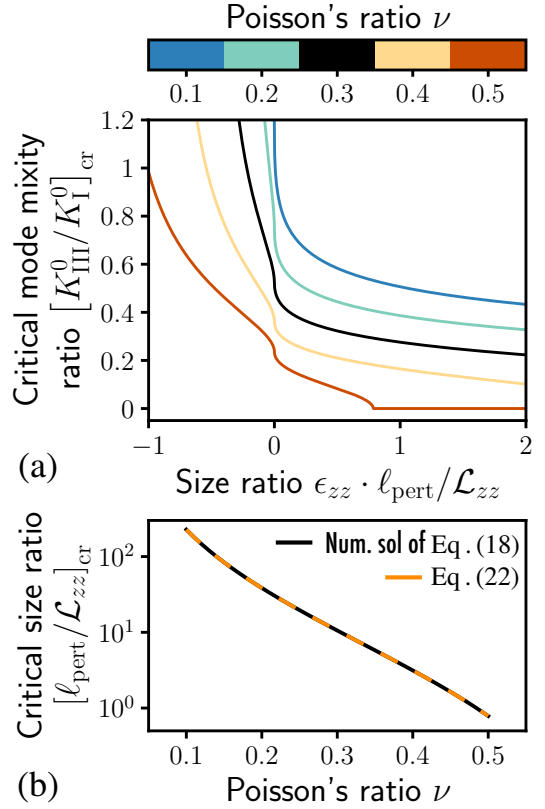 Poisson's ratio ν
0.1 0.2 0.3 0.4 0.5
Critical mode mixity
ratio [K⁰_III/K⁰_I]_cr
1.2
1
0.8
0.6
0.4
0.2
0
−1 0 1 2
(a)
Size ratio ϵ_zz · ℓ_pert/ℒ_zz
Critical size ratio
[ℓ_pert/ℒ_zz]_cr
10²
10¹
10⁰
Num. sol of Eq. (18)
Eq. (22)
0.1 0.2 0.3 0.4 0.5
(b)
Poisson's ratio ν